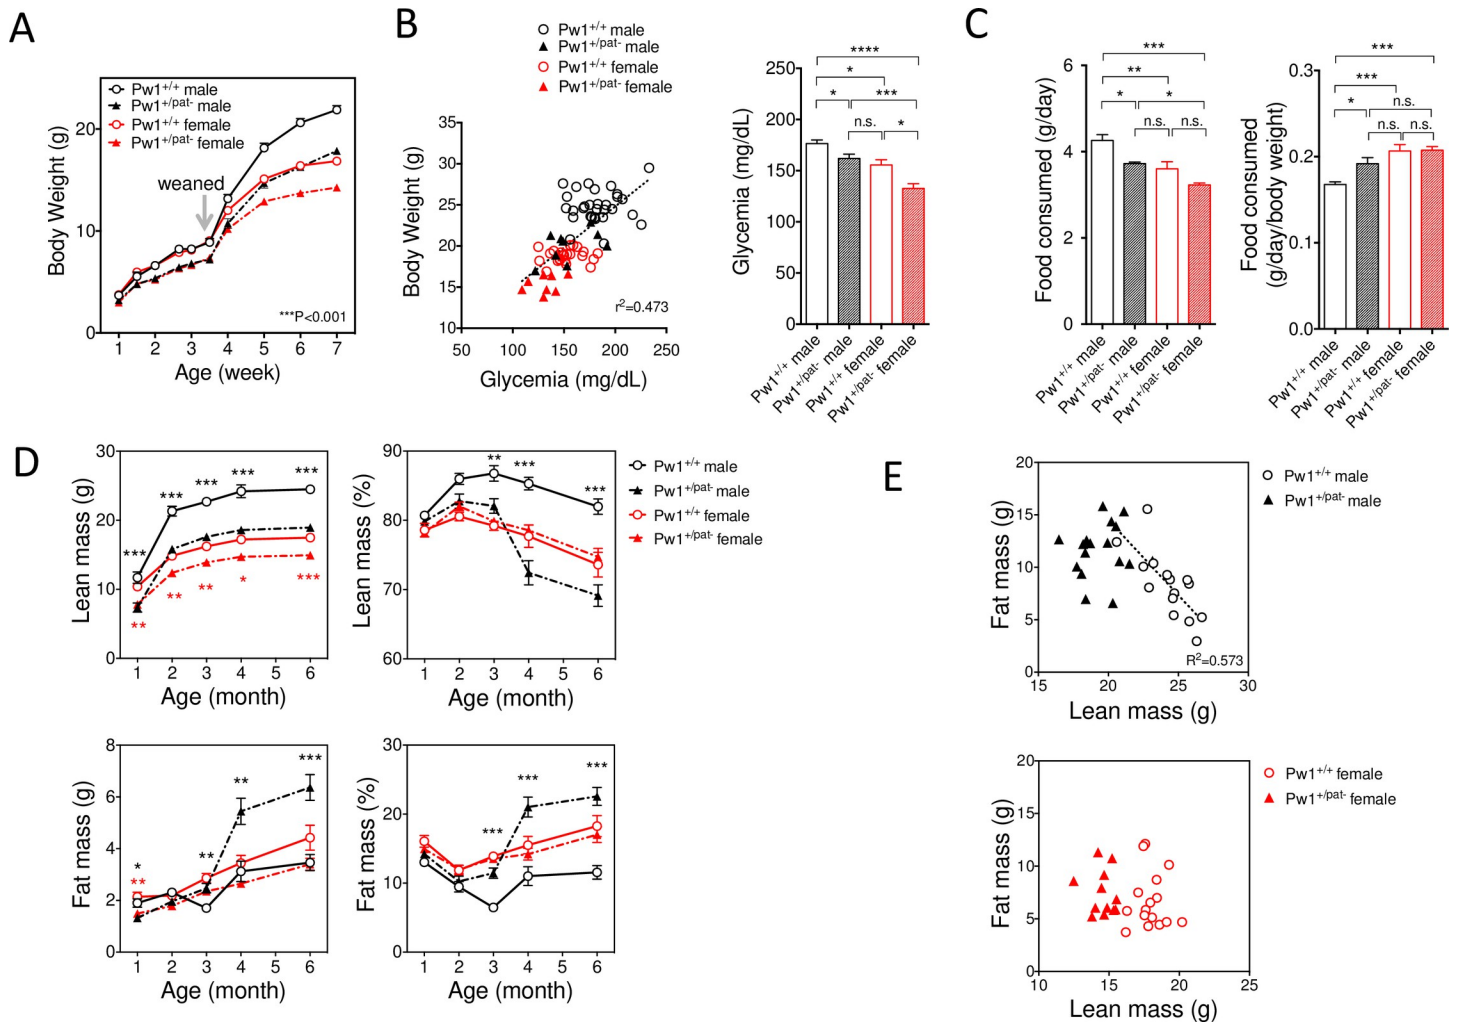 A
Pw1+/+ male
Pw1+/pat- male
Pw1+/+ female
Pw1+/pat- female
weaned
***P<0.001
Body Weight (g)
0
10
20
1 2 3 4 5 6 7
Age (week)
B
Pw1+/+ male
Pw1+/pat- male
Pw1+/+ female
Pw1+/pat- female
Body Weight (g)
35
30
25
20
15
10
r²=0.473
50 100 150 200 250
Glycemia (mg/dL)
Glycemia (mg/dL)
250
200
150
100
50
0
****
*
* ***
n.s. *
Pw1+/+ male
Pw1+/pat- male
Pw1+/+ female
Pw1+/pat- female
C
Food consumed (g/day)
6
4
2
0
***
**
* *
n.s. n.s.
Pw1+/+ male
Pw1+/pat- male
Pw1+/+ female
Pw1+/pat- female
Food consumed
(g/day/body weight)
0.3
0.2
0.1
0.0
***
***
* n.s.
n.s. n.s.
Pw1+/+ male
Pw1+/pat- male
Pw1+/+ female
Pw1+/pat- female
D
Lean mass (g)
30
20
10
0
*** *** *** *** ***
** ** ** * ***
1 2 3 4 5 6
Age (month)
Lean mass (%)
90
80
70
60
** *** ***
1 2 3 4 5 6
Age (month)
Pw1+/+ male
Pw1+/pat- male
Pw1+/+ female
Pw1+/pat- female
Fat mass (g)
8
6
4
2
0
* ** ** ***
**
1 2 3 4 5 6
Age (month)
Fat mass (%)
30
20
10
0
*** *** ***
1 2 3 4 5 6
Age (month)
E
Fat mass (g)
20
15
10
5
0
R²=0.573
15 20 25 30
Lean mass (g)
Pw1+/+ male
Pw1+/pat- male
Fat mass (g)
20
15
10
5
0
10 15 20 25
Lean mass (g)
Pw1+/+ female
Pw1+/pat- female